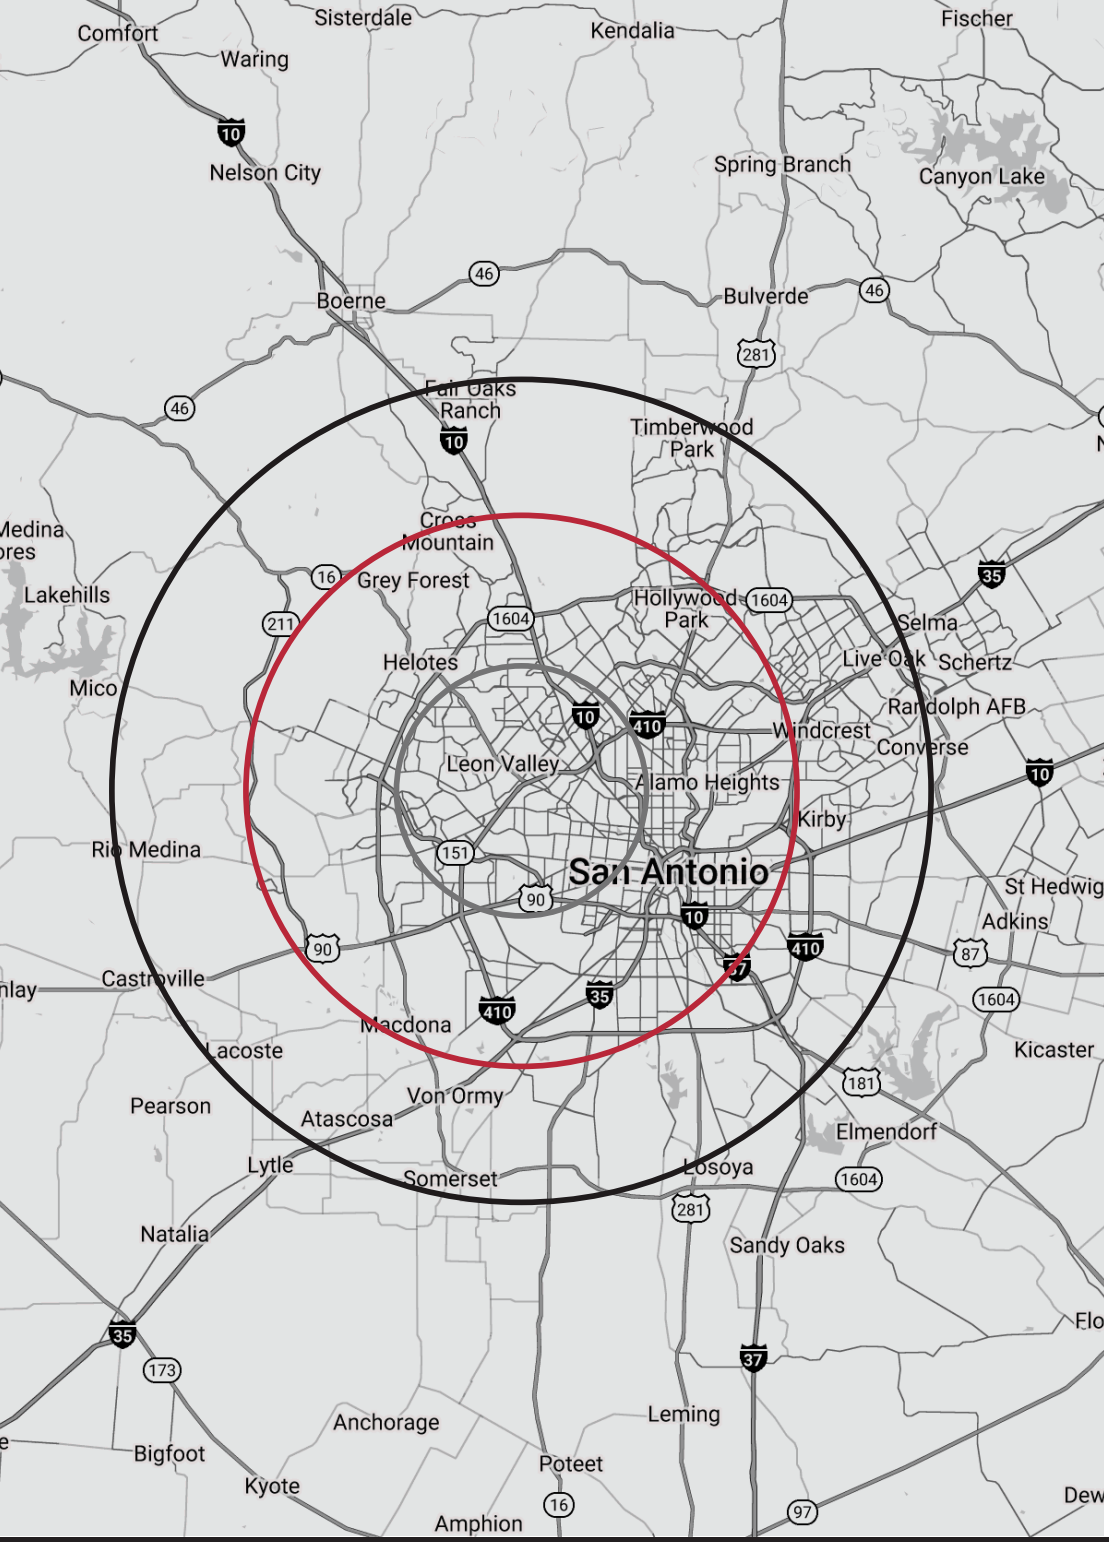 Sisterdale
Fischer
Comfort
Kendalia
Waring
10
Nelson City
Spring Branch
Canyon Lake
46
46
Bulverde
Boerne
281
Fair Oaks
Ranch
46
10
Timberwood
Park
Cross
Mountain
Medina
35
16
Grey Forest
Lakehills
Hollywood
Park
1604
1604
211
Selma
Helotes
Live Oak
Schertz
Mico
Randolph AFB
10
410
Windcrest
Converse
Leon Valley
Alamo Heights
10
Kirby
Rio Medina
151
San Antonio
St Hedwig
90
10
Adkins
90
410
87
37
Castroville
nlay
35
1604
410
Macdona
Lacoste
Kicaster
181
Von Ormy
Pearson
Atascosa
Elmendorf
Lytle
Losoya
Somerset
1604
281
Natalia
Sandy Oaks
Flo
35
37
173
Leming
Anchorage
Bigfoot
Poteet
Kyote
Dew
16
97
Amphion